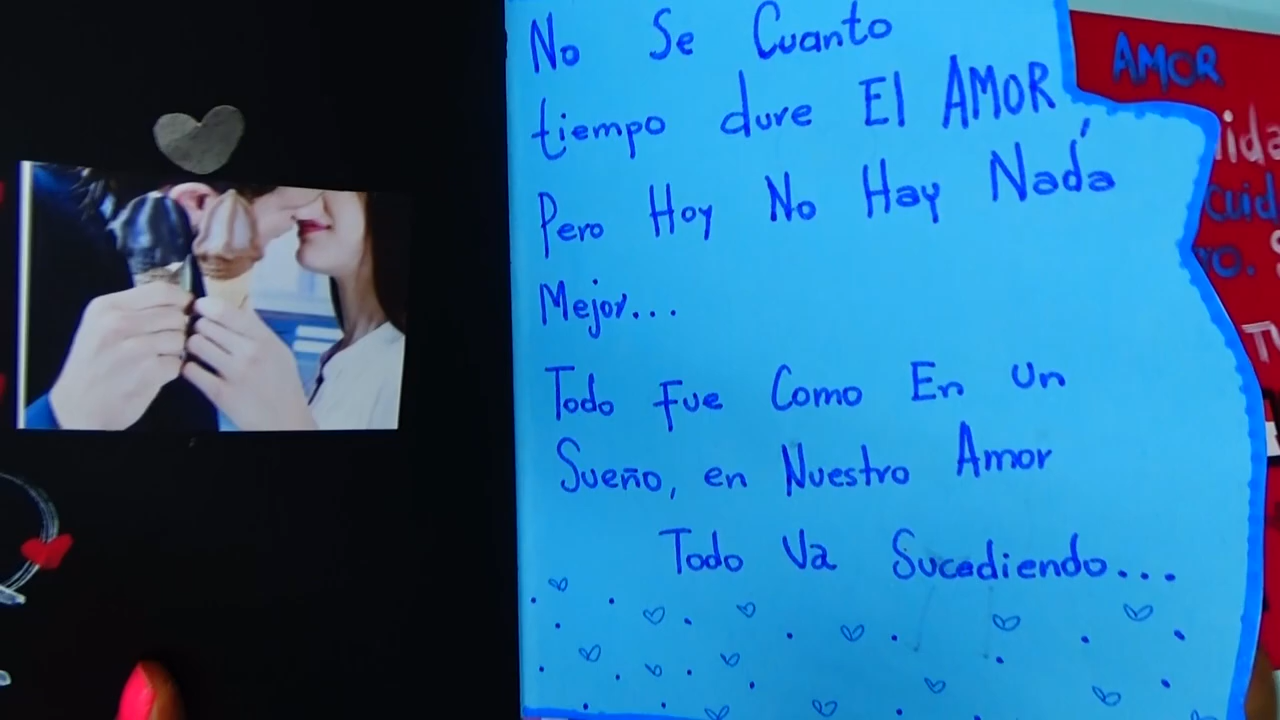 No Se Cuanto
tiempo dure El AMOR,
Pero Hoy No Hay Nada
Mejor...
Todo Fue Como En Un
Sueño, en Nuestro Amor
Todo Va Sucediendo...
AMOR